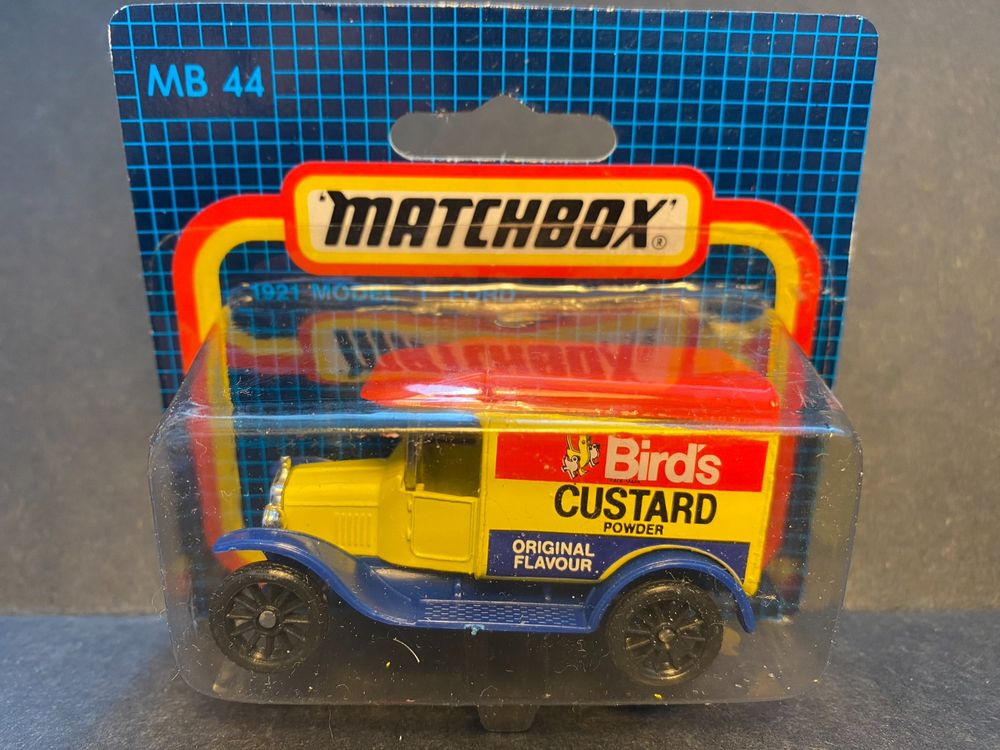 MB 44
'MATCHBOX'®
1921 MODEL 'T' FORD
Bird's
CUSTARD
POWDER
ORIGINAL
FLAVOUR